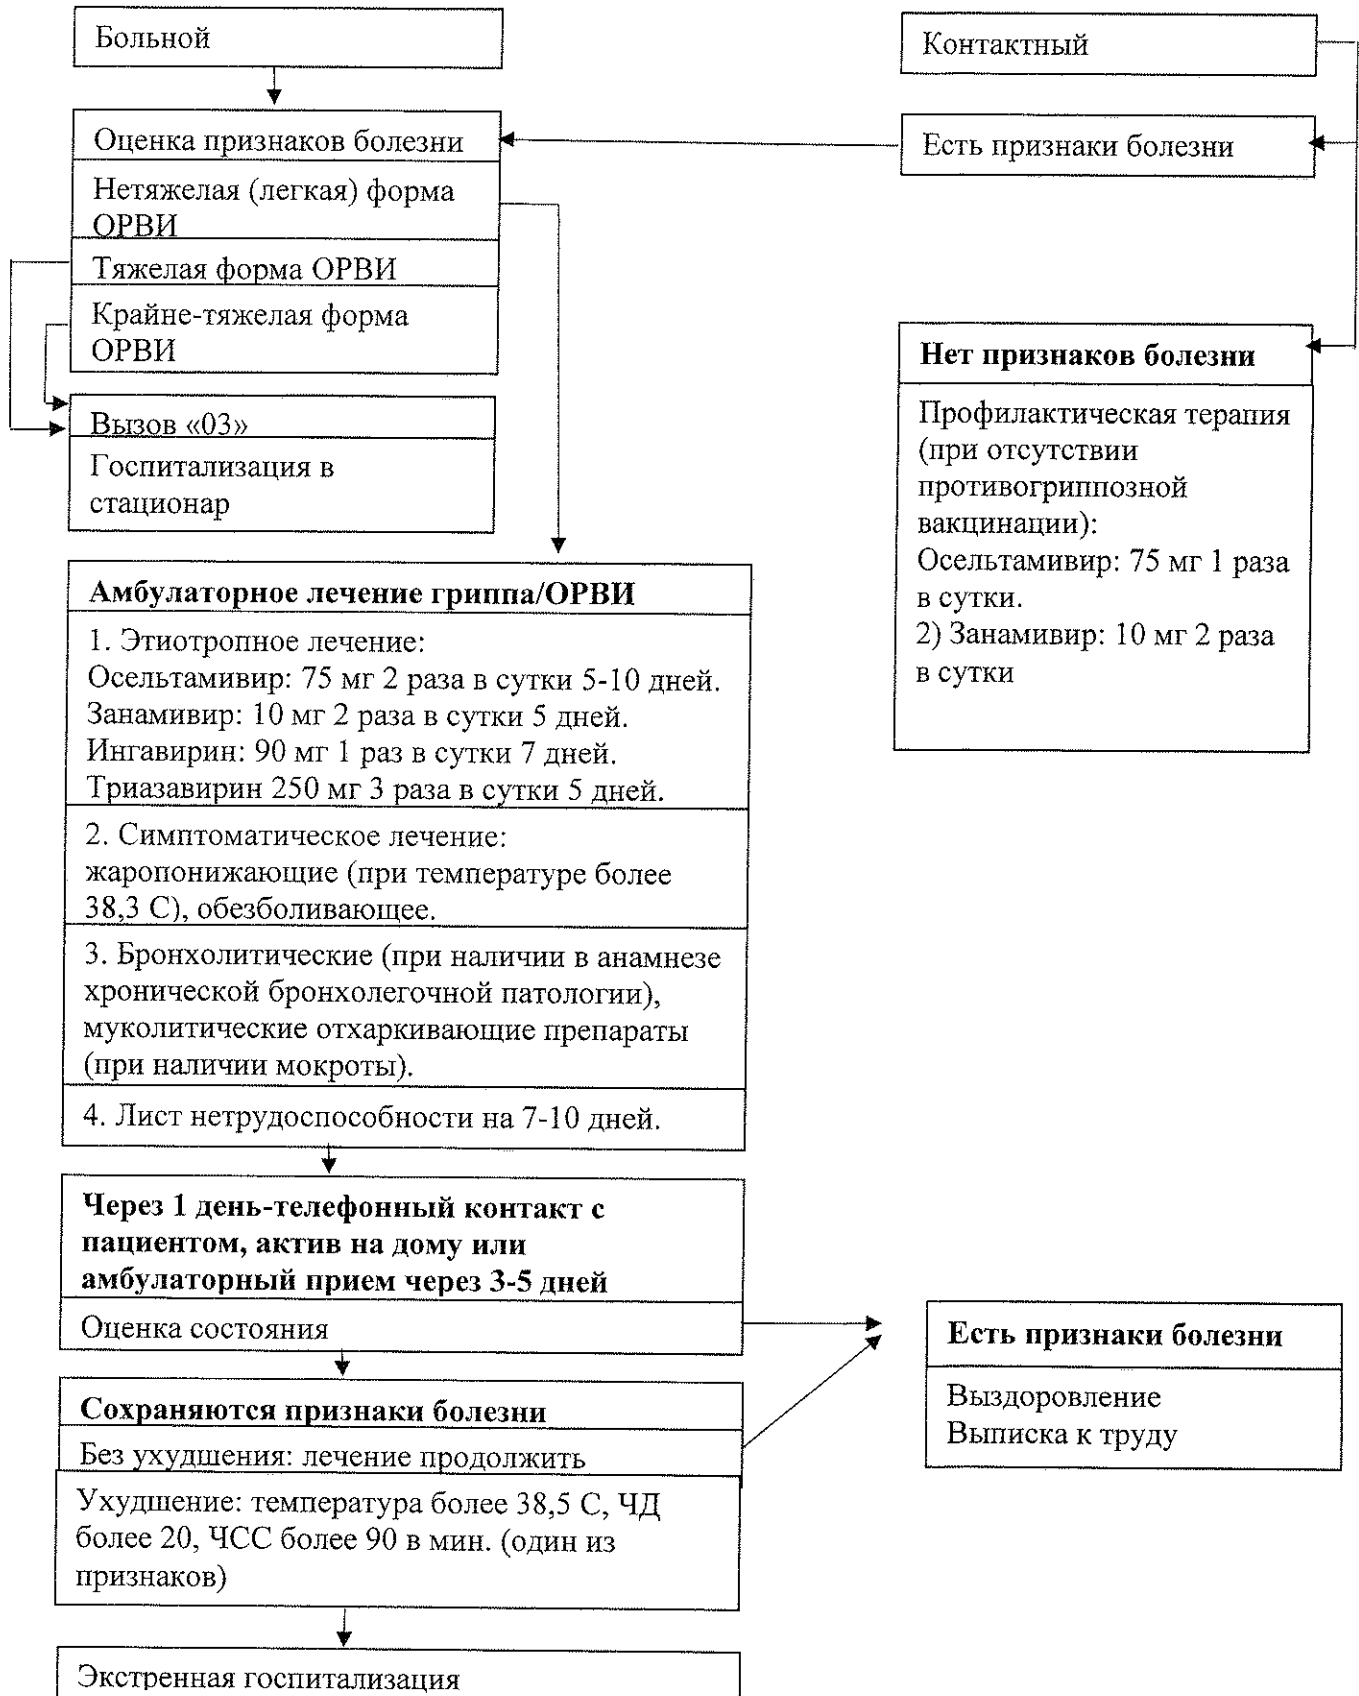 Больной
Контактный
Оценка признаков болезни
Есть признаки болезни
Нетяжелая (легкая) форма
ОРВИ
Тяжелая форма ОРВИ
Крайне-тяжелая форма
ОРВИ
Вызов «03»
Госпитализация в
стационар
Нет признаков болезни
Профилактическая терапия
(при отсутствии
противогриппозной
вакцинации):
Осельтамивир: 75 мг 1 раза
в сутки.
2) Занамивир: 10 мг 2 раза
в сутки
Амбулаторное лечение гриппа/ОРВИ
1. Этиотропное лечение:
Осельтамивир: 75 мг 2 раза в сутки 5-10 дней.
Занамивир: 10 мг 2 раза в сутки 5 дней.
Ингавирин: 90 мг 1 раз в сутки 7 дней.
Триазавирин 250 мг 3 раза в сутки 5 дней.
2. Симптоматическое лечение:
жаропонижающие (при температуре более
38,3 С), обезболивающее.
3. Бронхолитические (при наличии в анамнезе
хронической бронхолегочной патологии),
муколитические отхаркивающие препараты
(при наличии мокроты).
4. Лист нетрудоспособности на 7-10 дней.
Через 1 день-телефонный контакт с
пациентом, актив на дому или
амбулаторный прием через 3-5 дней
Оценка состояния
Есть признаки болезни
Выздоровление
Выписка к труду
Сохраняются признаки болезни
Без ухудшения: лечение продолжить
Ухудшение: температура более 38,5 С, ЧД
более 20, ЧСС более 90 в мин. (один из
признаков)
Экстренная госпитализация